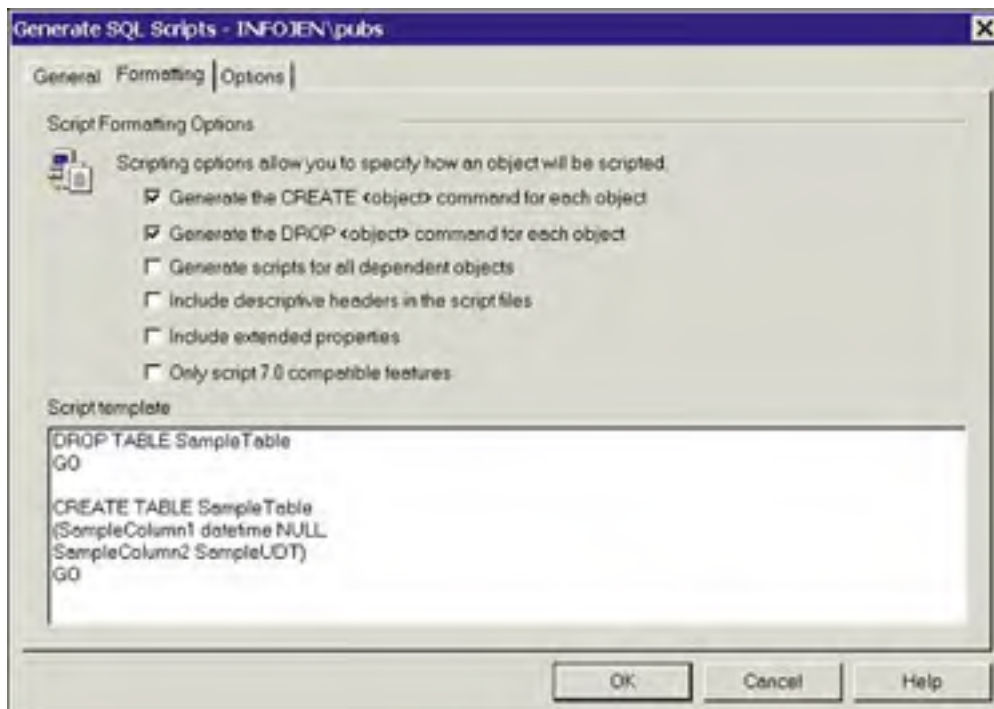 Generate SQL Scripts - INFOJEN\pubs
General Formatting Options
Script Formatting Options
Scripting options allow you to specify how an object will be scripted.
Generate the CREATE <object> command for each object
Generate the DROP <object> command for each object
Generate scripts for all dependent objects
Include descriptive headers in the script files
Include extended properties
Only script 7.0 compatible features
Script template
DROP TABLE SampleTable
GO
CREATE TABLE SampleTable
(SampleColumn1 datetime NULL
SampleColumn2 SampleUDT)
GO
OK Cancel Help